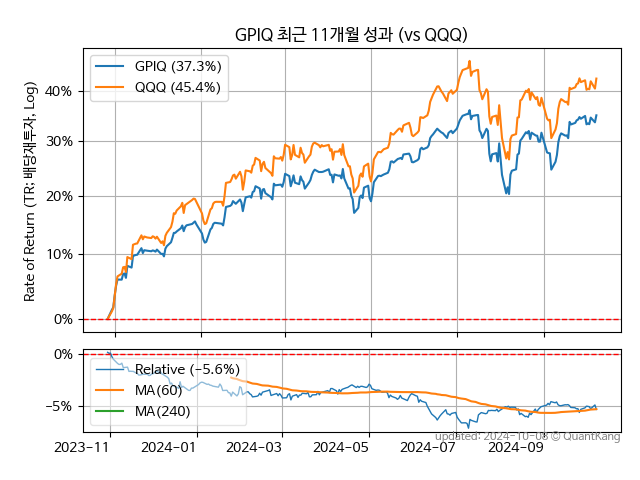 GPIQ 최근 11개월 성과 (vs QQQ)
Rate of Return (TR: 배당재투자, Log)
GPIQ (37.3%)
QQQ (45.4%)
40%
30%
20%
10%
0%
0%
−5%
Relative (−5.6%)
MA(60)
MA(240)
2023-11
2024-01
2024-03
2024-05
2024-07
2024-09
updated: 2024-10-08 © QuantKang